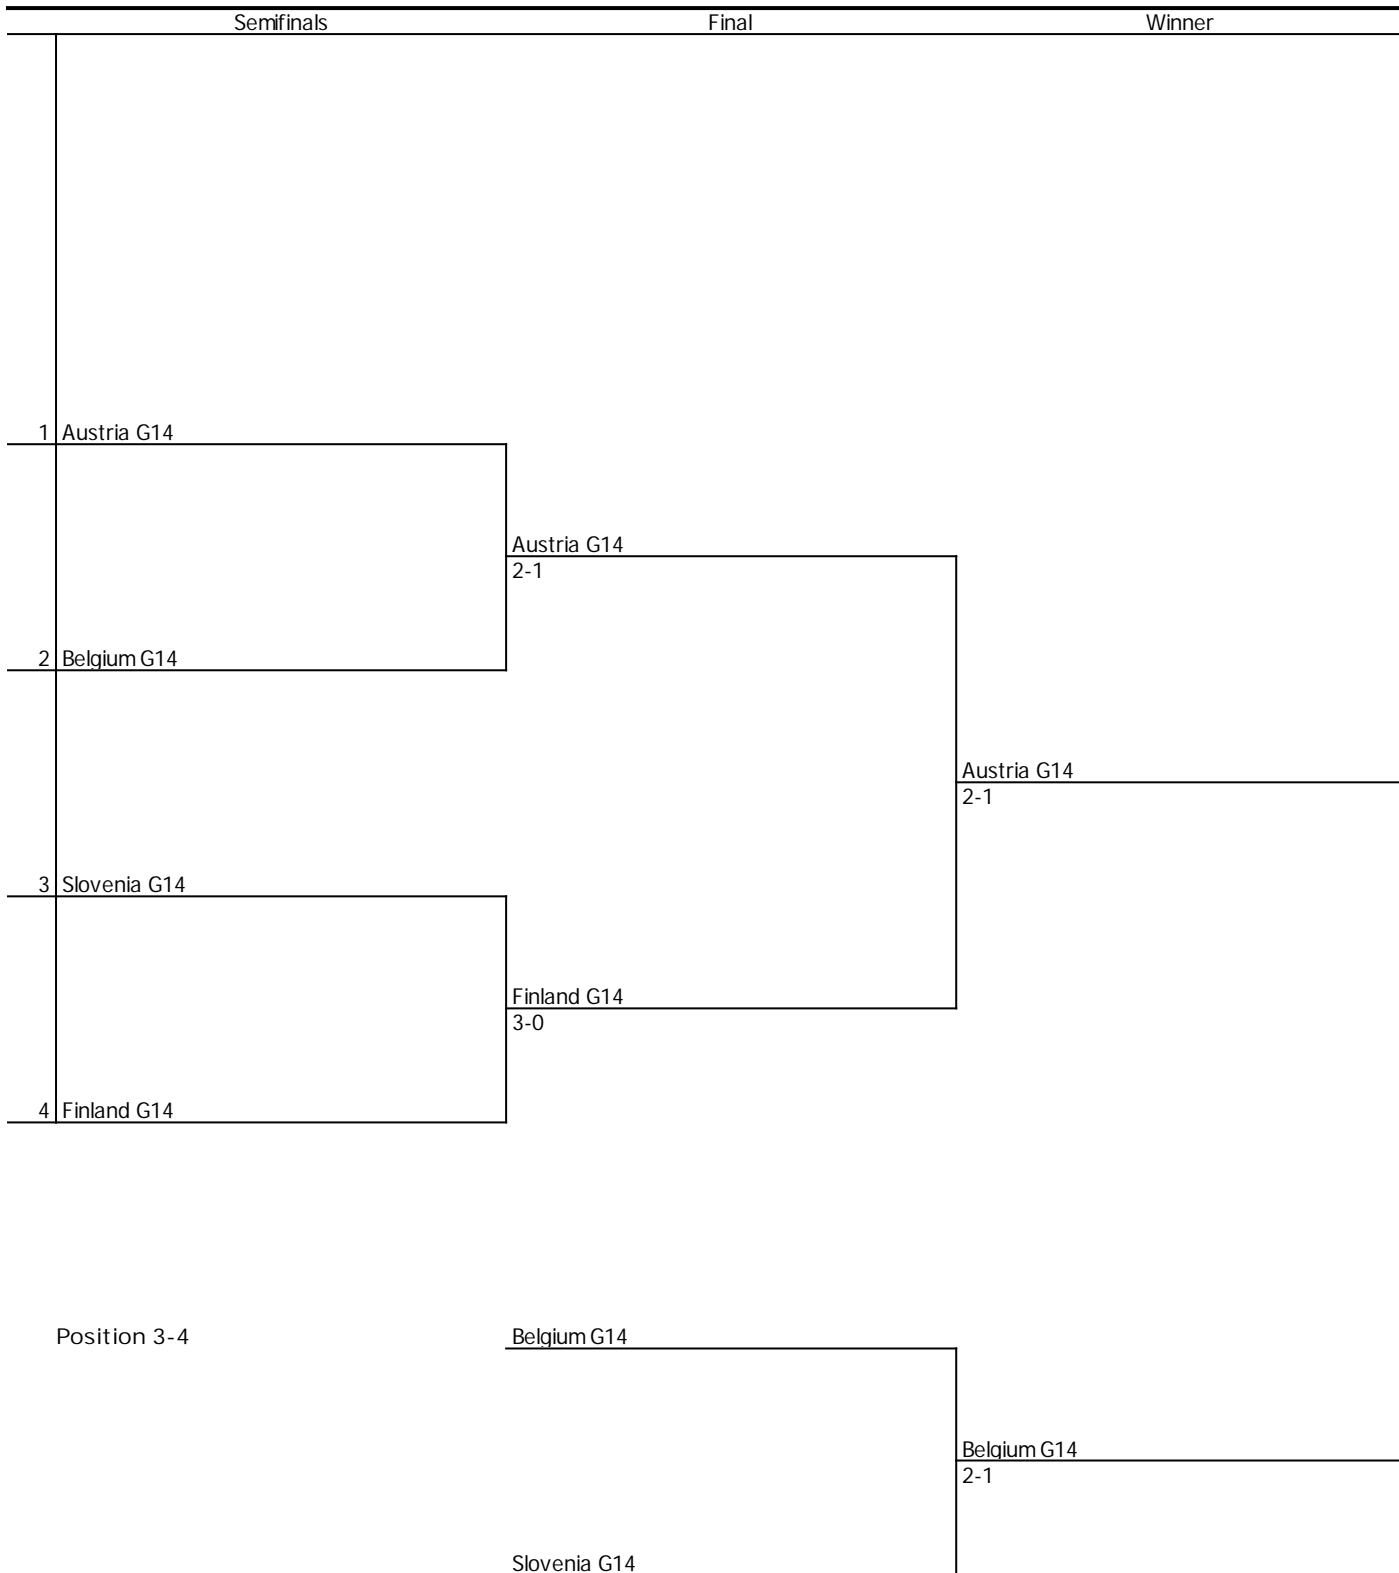 Semifinals Final Winner
1 Austria G14
Austria G14
2-1
2 Belgium G14
Austria G14
2-1
3 Slovenia G14
Finland G14
3-0
4 Finland G14
Position 3-4 Belgium G14
Belgium G14
2-1
Slovenia G14